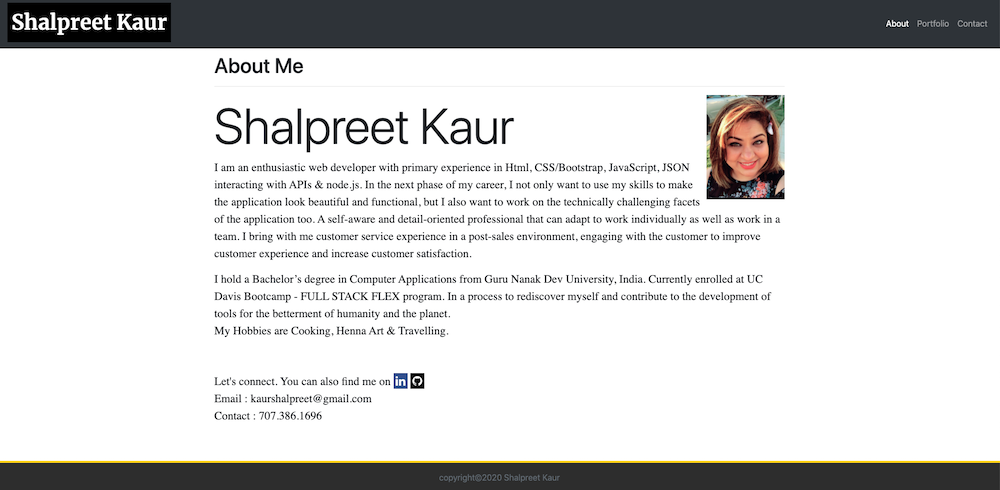 Shalpreet Kaur
About Portfolio Contact
About Me
Shalpreet Kaur
I am an enthusiastic web developer with primary experience in Html, CSS/Bootstrap, JavaScript, JSON
interacting with APIs & node.js. In the next phase of my career, I not only want to use my skills to make
the application look beautiful and functional, but I also want to work on the technically challenging facets
of the application too. A self-aware and detail-oriented professional that can adapt to work individually as well as work in a
team. I bring with me customer service experience in a post-sales environment, engaging with the customer to improve
customer experience and increase customer satisfaction.
I hold a Bachelor’s degree in Computer Applications from Guru Nanak Dev University, India. Currently enrolled at UC
Davis Bootcamp - FULL STACK FLEX program. In a process to rediscover myself and contribute to the development of
tools for the betterment of humanity and the planet.
My Hobbies are Cooking, Henna Art & Travelling.
Let's connect. You can also find me on in
Email : kaurshalpreet@gmail.com
Contact : 707.386.1696
copyright@2020 Shalpreet Kaur